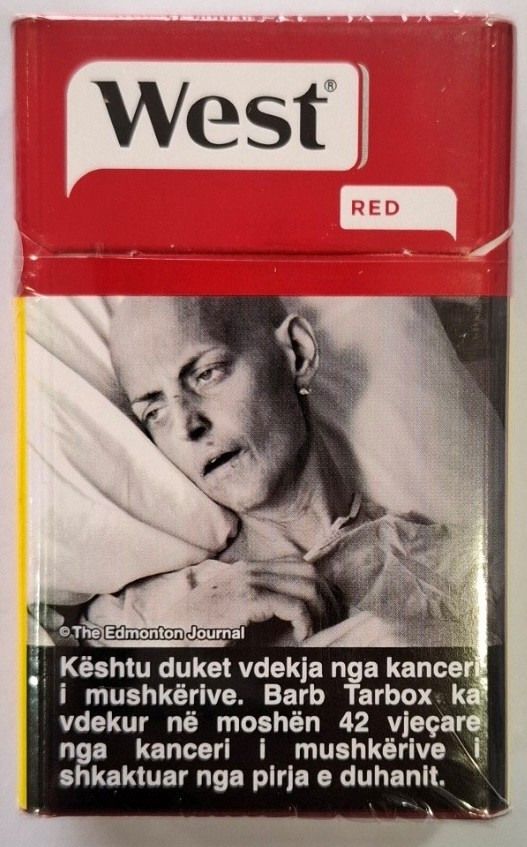 West®
RED
©The Edmonton Journal
Kështu duket vdekja nga kanceri
i mushkërive. Barb Tarbox ka
vdekur në moshën 42 vjeçare
nga kanceri i mushkërive i
shkaktuar nga pirja e duhanit.